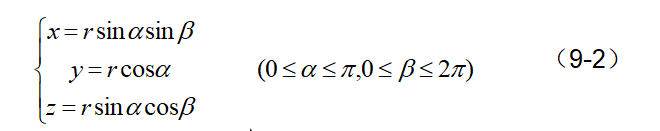 x = r sin α sin β
y = r cos α (0 ≤ α ≤ π,0 ≤ β ≤ 2π) （9-2）
z = r sin α cos β